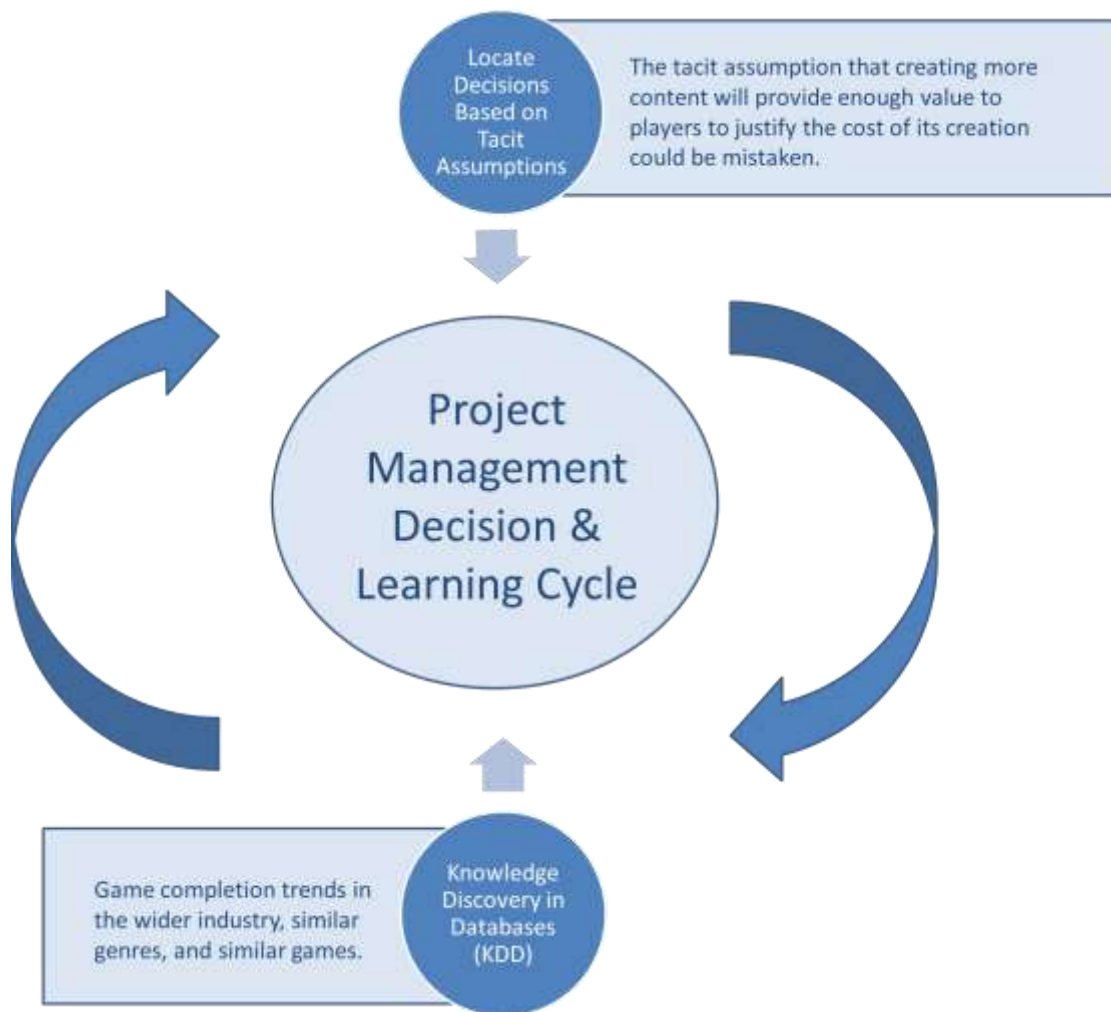 Locate
Decisions
Based on
Tacit
Assumptions
The tacit assumption that creating more
content will provide enough value to
players to justify the cost of its creation
could be mistaken.
Project
Management
Decision &
Learning Cycle
Game completion trends in
the wider industry, similar
genres, and similar games.
Knowledge
Discovery in
Databases
(KDD)